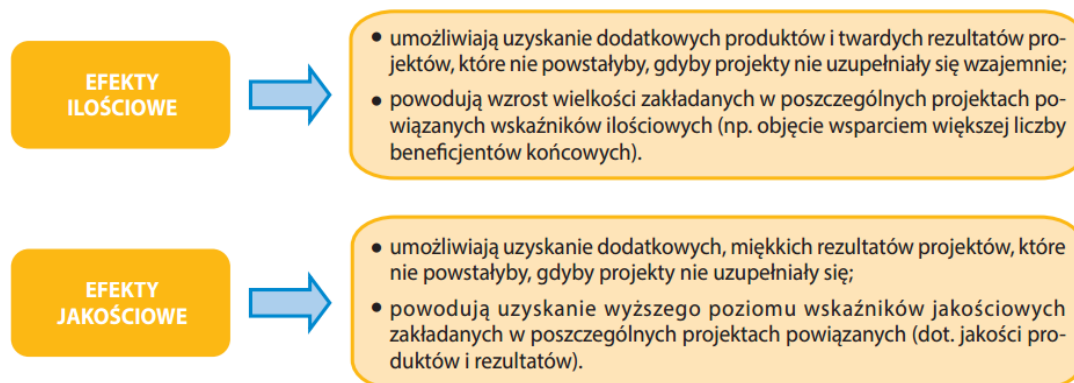 EFEKTY
ILOŚCIOWE
• umożliwiają uzyskanie dodatkowych produktów i twardych rezultatów pro-
jektów, które nie powstałyby, gdyby projekty nie uzupełniały się wzajemnie;
• powodują wzrost wielkości zakładanych w poszczególnych projektach po-
wiązanych wskaźników ilościowych (np. objęcie wsparciem większej liczby
beneficjentów końcowych).
EFEKTY
JAKOŚCIOWE
• umożliwiają uzyskanie dodatkowych, miękkich rezultatów projektów, które
nie powstałyby, gdyby projekty nie uzupełniały się;
• powodują uzyskanie wyższego poziomu wskaźników jakościowych
zakładanych w poszczególnych projektach powiązanych (dot. jakości pro-
duktów i rezultatów).